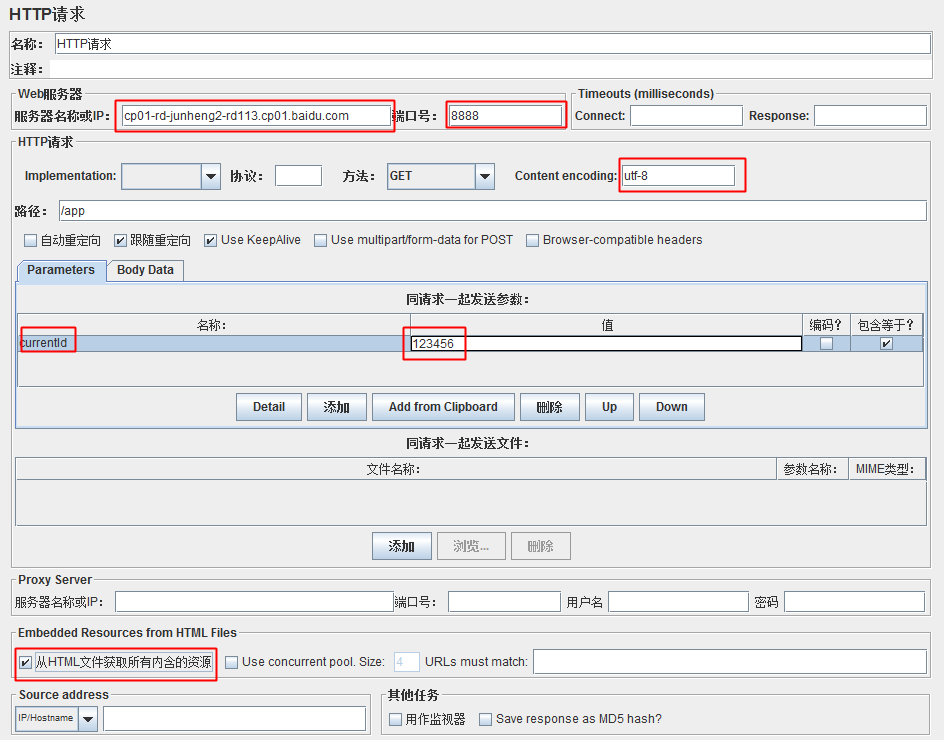 HTTP请求
名称： HTTP请求
注释：
Web服务器
服务器名称或IP： cp01-rd-junheng2-rd113.cp01.baidu.com 端口号： 8888
Timeouts (milliseconds)
Connect: Response:
HTTP请求
Implementation: 协议： 方法： GET Content encoding: utf-8
路径： /app
自动重定向 跟随重定向 Use KeepAlive Use multipart/form-data for POST Browser-compatible headers
Parameters Body Data
同请求一起发送参数：
名称： 值 编码? 包含等于?
currentId 123456
Detail 添加 Add from Clipboard 删除 Up Down
同请求一起发送文件：
文件名称： 参数名称： MIME类型：
添加 浏览... 删除
Proxy Server
服务器名称或IP： 端口号： 用户名 密码
Embedded Resources from HTML Files
从HTML文件获取所有内含的资源 Use concurrent pool. Size: 4 URLs must match:
Source address
IP/Hostname
其他任务
用作监视器 Save response as MD5 hash?